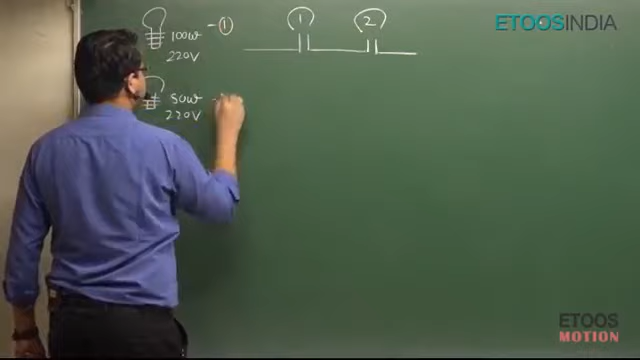 100W - ①
220V
50W -
220V
1 2
ETOOSINDIA
ETOOS
MOTION